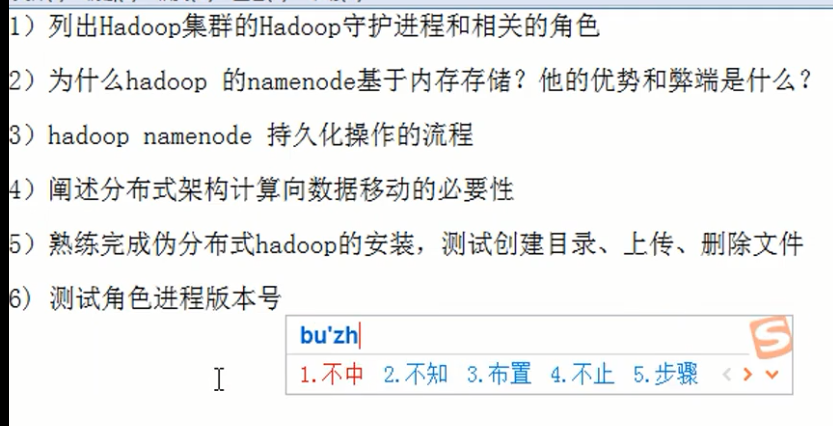 1）列出Hadoop集群的Hadoop守护进程和相关的角色
2）为什么hadoop 的namenode基于内存存储？他的优势和弊端是什么？
3）hadoop namenode 持久化操作的流程
4）阐述分布式架构计算向数据移动的必要性
5）熟练完成伪分布式hadoop的安装，测试创建目录、上传、删除文件
6) 测试角色进程版本号
bu'zh
1.不中 2.不知 3.布置 4.不止 5.步骤